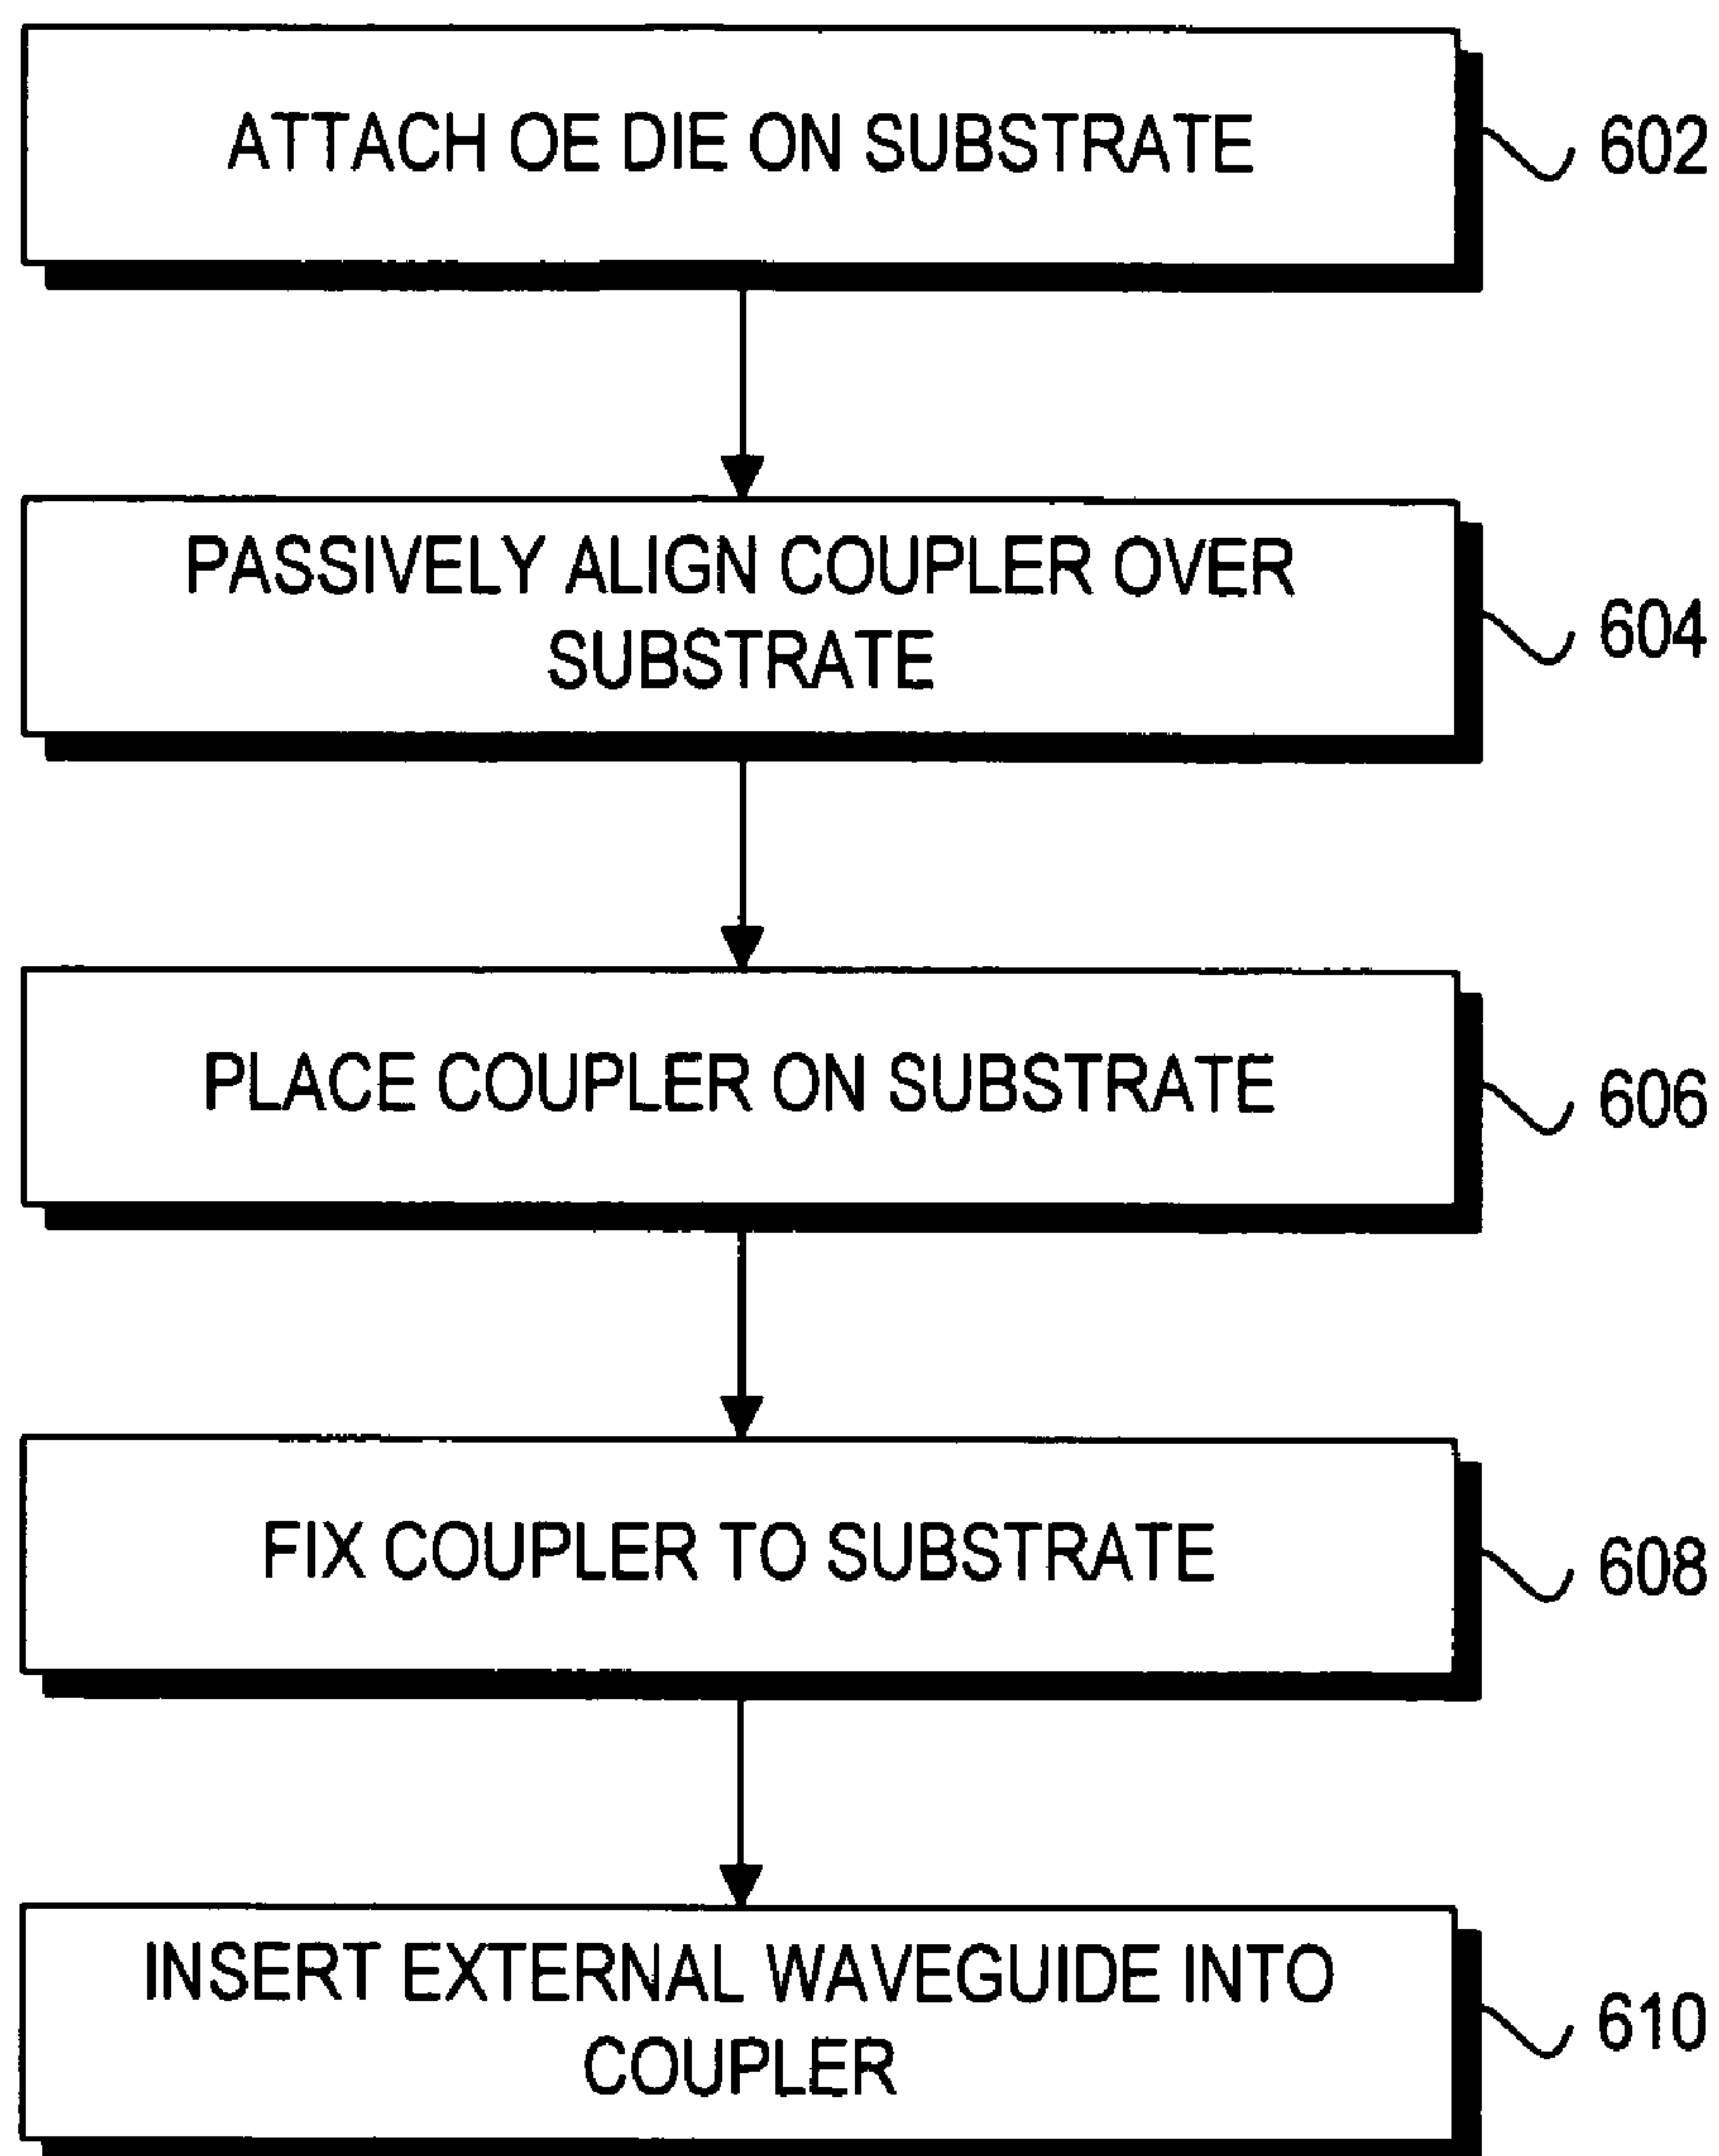 ATTACH OE DIE ON SUBSTRATE
602
PASSIVELY ALIGN COUPLER OVER
SUBSTRATE
604
PLACE COUPLER ON SUBSTRATE
606
FIX COUPLER TO SUBSTRATE
608
INSERT EXTERNAL WAVEGUIDE INTO
COUPLER
610